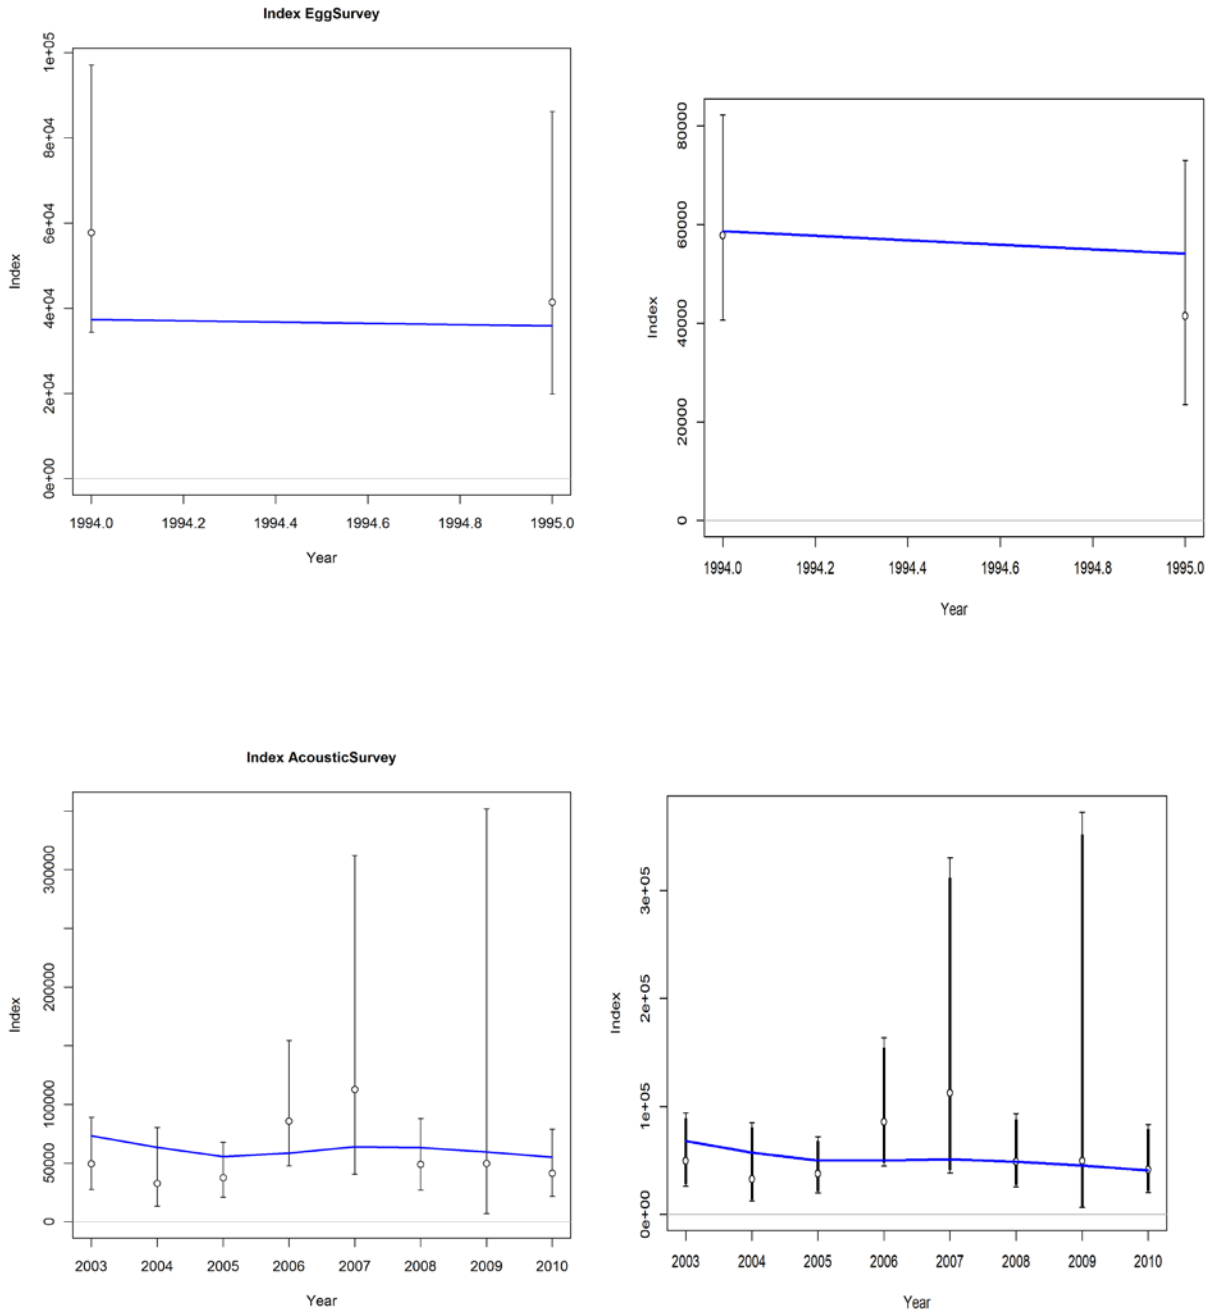 Index EggSurvey
Index
0e+00 2e+04 4e+04 6e+04 8e+04 1e+05
1994.0 1994.2 1994.4 1994.6 1994.8 1995.0
Year
Index
0 20000 40000 60000 80000
1994.0 1994.2 1994.4 1994.6 1994.8 1995.0
Year
Index AcousticSurvey
Index
0 50000 100000 200000 300000
2003 2004 2005 2006 2007 2008 2009 2010
Year
Index
0e+00 1e+05 2e+05 3e+05
2003 2004 2005 2006 2007 2008 2009 2010
Year